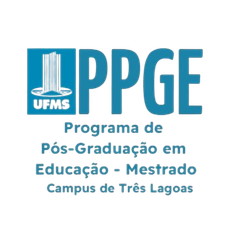 UFMS PPGE
Programa de
Pós-Graduação em
Educação - Mestrado
Campus de Três Lagoas